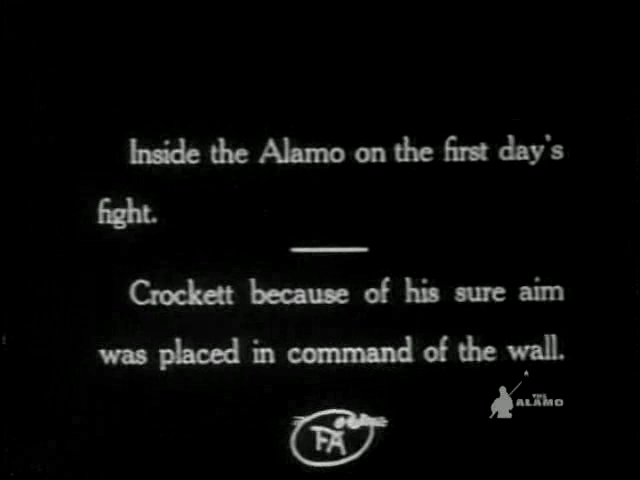 Inside the Alamo on the first day's
fight.
Crockett because of his sure aim
was placed in command of the wall.
THE
ALAMO
FA